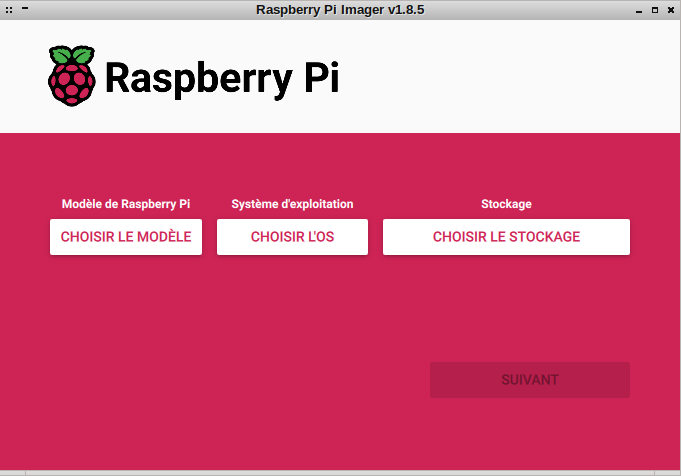 Raspberry Pi Imager v1.8.5
Raspberry Pi
Modèle de Raspberry Pi
Système d'exploitation
Stockage
CHOISIR LE MODÈLE
CHOISIR L'OS
CHOISIR LE STOCKAGE
SUIVANT